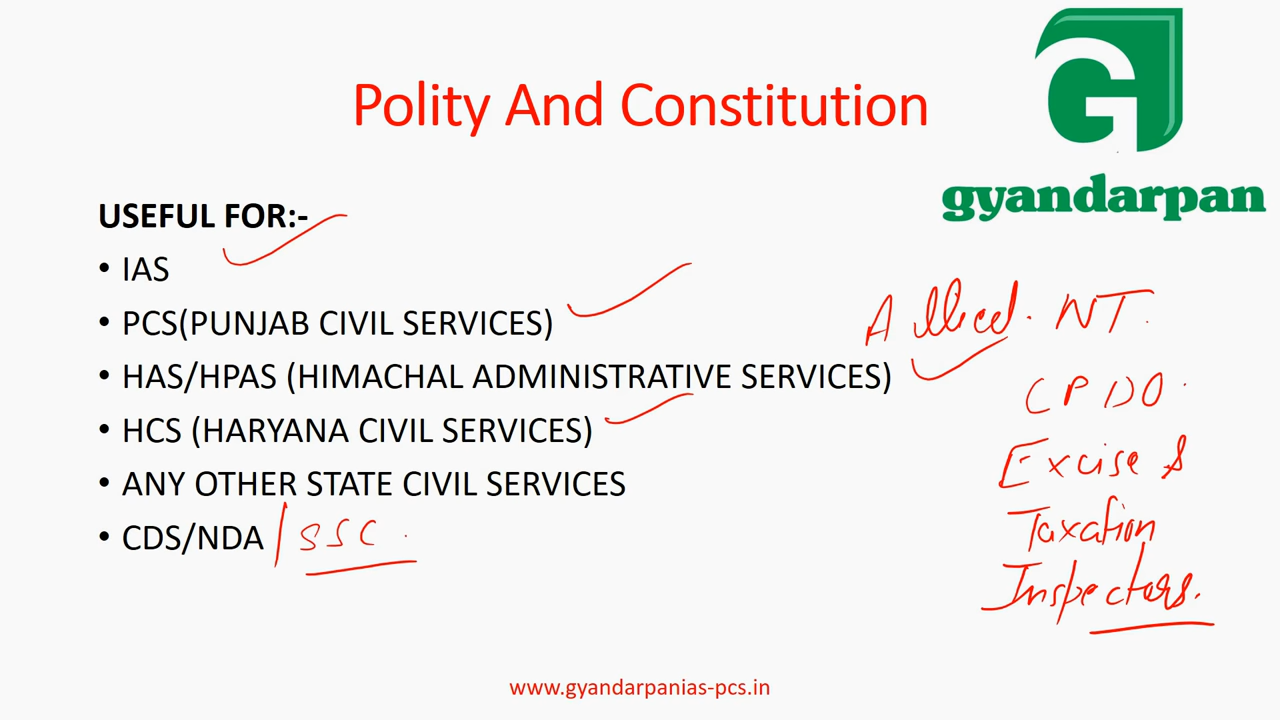 Polity And Constitution
gyandarpan
USEFUL FOR:-
• IAS
• PCS(PUNJAB CIVIL SERVICES)
• HAS/HPAS (HIMACHAL ADMINISTRATIVE SERVICES)
• HCS (HARYANA CIVIL SERVICES)
• ANY OTHER STATE CIVIL SERVICES
• CDS/NDA / SSC.
Allied. NT.
CPDO.
Excise &
Taxation
Inspectors.
www.gyandarpanias-pcs.in